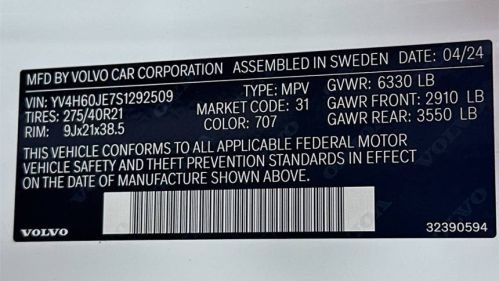 MFD BY VOLVO CAR CORPORATION ASSEMBLED IN SWEDEN DATE: 04/24
VIN: YV4H60JE7S1292509 TYPE: MPV GVWR: 6330 LB
TIRES: 275/40R21 MARKET CODE: 31 GAWR FRONT: 2910 LB
RIM: 9Jx21x38.5 COLOR: 707 GAWR REAR: 3550 LB
THIS VEHICLE CONFORMS TO ALL APPLICABLE FEDERAL MOTOR
VEHICLE SAFETY AND THEFT PREVENTION STANDARDS IN EFFECT
ON THE DATE OF MANUFACTURE SHOWN ABOVE.
VOLVO 32390594